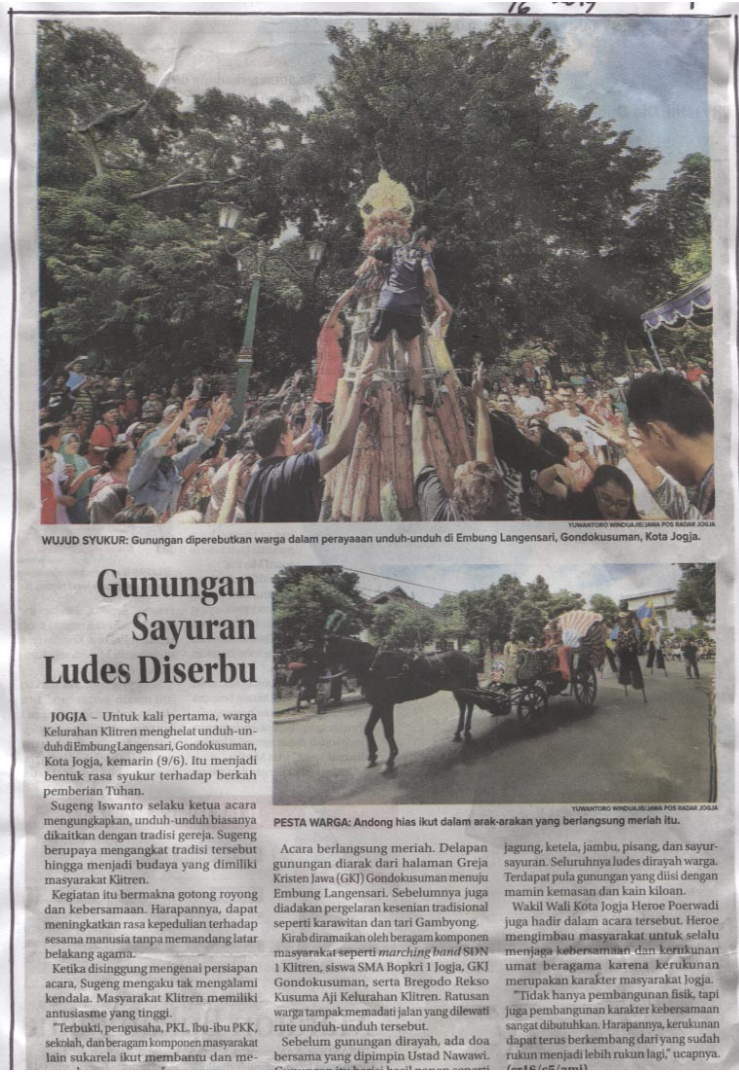 16
YUWANTORO WINDUAJIE/JAWA POS RADAR JOGJA
WUJUD SYUKUR: Gunungan diperebutkan warga dalam perayaaan unduh-unduh di Embung Langensari, Gondokusuman, Kota Jogja.
Gunungan
Sayuran
Ludes Diserbu
JOGJA – Untuk kali pertama, warga
Kelurahan Klitren menghelat unduh-un-
duh di Embung Langensari, Gondokusuman,
Kota Jogja, kemarin (9/6). Itu menjadi
bentuk rasa syukur terhadap berkah
pemberian Tuhan.
Sugeng Iswanto selaku ketua acara
mengungkapkan, unduh-unduh biasanya
dikaitkan dengan tradisi gereja. Sugeng
berupaya mengangkat tradisi tersebut
hingga menjadi budaya yang dimiliki
masyarakat Klitren.
Kegiatan itu bermakna gotong royong
dan kebersamaan. Harapannya, dapat
meningkatkan rasa kepedulian terhadap
sesama manusia tanpa memandang latar
belakang agama.
Ketika disinggung mengenai persiapan
acara, Sugeng mengaku tak mengalami
kendala. Masyarakat Klitren memiliki
antusiasme yang tinggi.
"Terbukti, pengusaha, PKL, Ibu-ibu PKK,
sekolah, dan beragam komponen masyarakat
lain sukarela ikut membantu dan me-
YUWANTORO WINDUAJIE/JAWA POS RADAR JOGJA
PESTA WARGA: Andong hias ikut dalam arak-arakan yang berlangsung meriah itu.
Acara berlangsung meriah. Delapan
gunungan diarak dari halaman Greja
Kristen Jawa (GKJ) Gondokusuman menuju
Embung Langensari. Sebelumnya juga
diadakan pergelaran kesenian tradisional
seperti karawitan dan tari Gambyong.
Kirab diramaikan oleh beragam komponen
masyarakat seperti marching band SDN
1 Klitren, siswa SMA Bopkri 1 Jogja, GKJ
Gondokusuman, serta Bregodo Rekso
Kusuma Aji Kelurahan Klitren. Ratusan
warga tampak memadati jalan yang dilewati
rute unduh-unduh tersebut.
Sebelum gunungan dirayah, ada doa
bersama yang dipimpin Ustad Nawawi.
Gunungan itu berisi hasil panen seperti
jagung, ketela, jambu, pisang, dan sayur-
sayuran. Seluruhnya ludes dirayah warga.
Terdapat pula gunungan yang diisi dengan
mamin kemasan dan kain kiloan.
Wakil Wali Kota Jogja Heroe Poerwadi
juga hadir dalam acara tersebut. Heroe
mengimbau masyarakat untuk selalu
menjaga kebersamaan dan kerukunan
umat beragama karena kerukunan
merupakan karakter masyarakat Jogja.
"Tidak hanya pembangunan fisik, tapi
juga pembangunan karakter kebersamaan
sangat dibutuhkan. Harapannya, kerukunan
dapat terus berkembang dari yang sudah
rukun menjadi lebih rukun lagi," ucapnya.
(cr16/c5/ami)